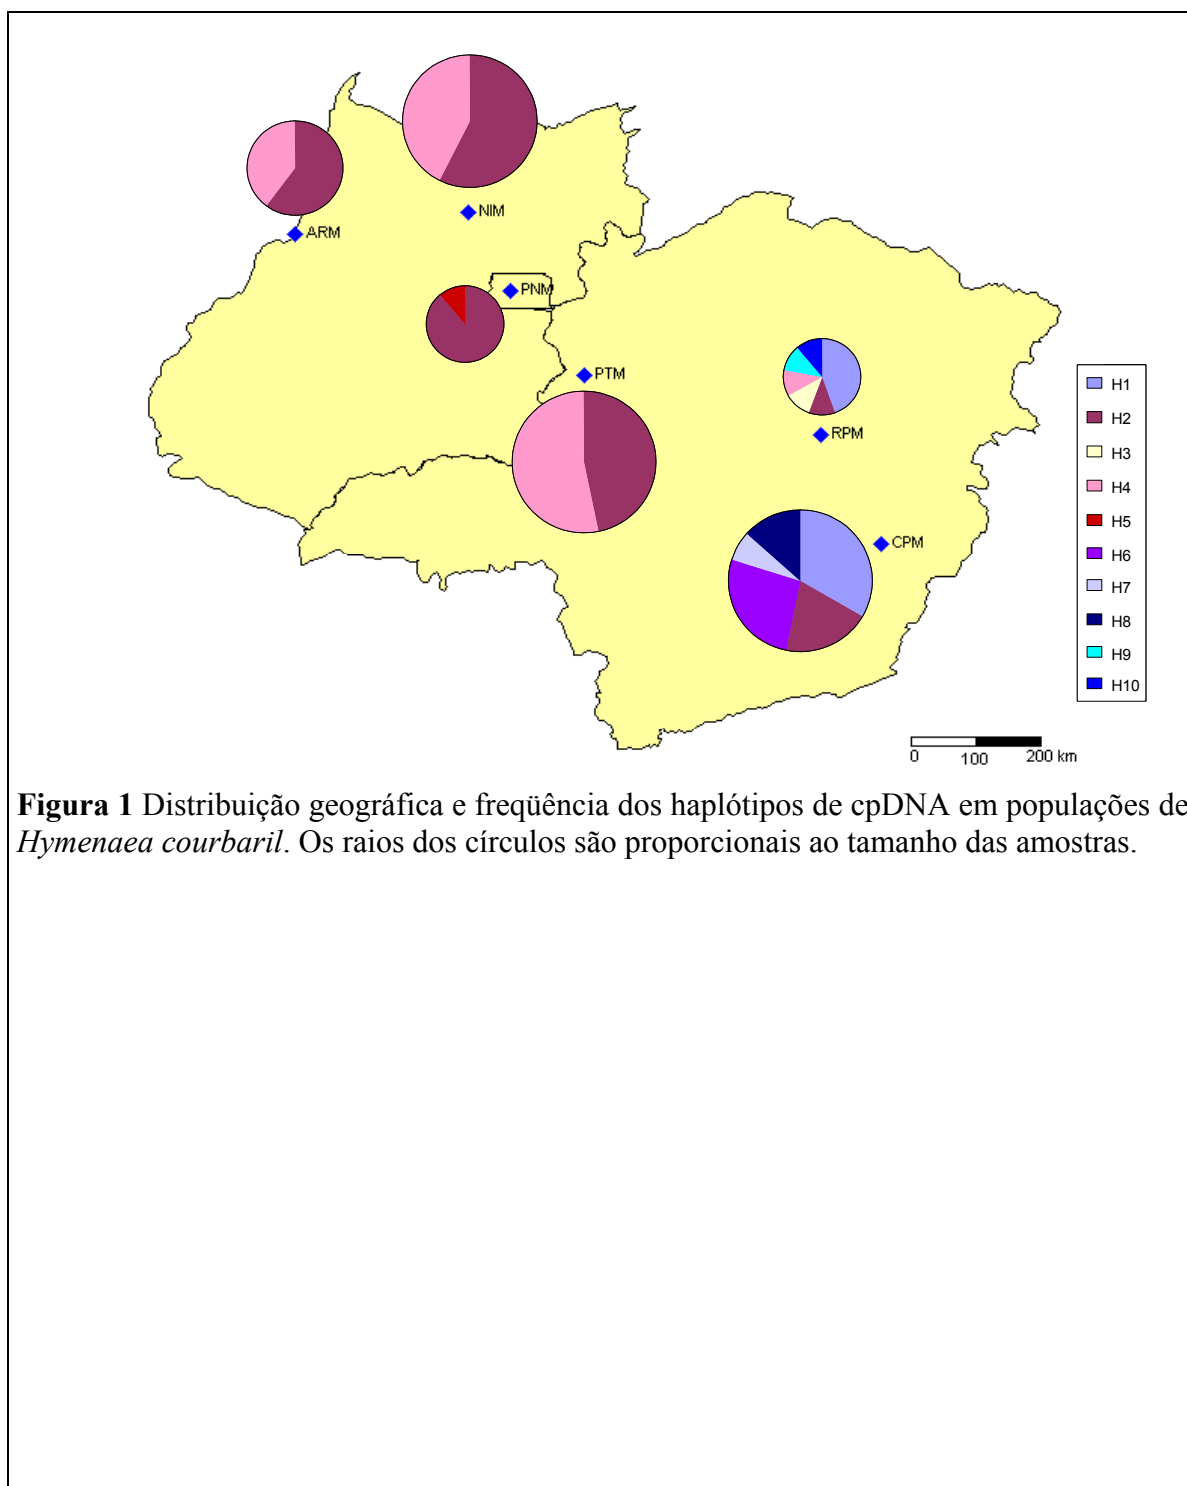 NIM
ARM
PNM
PTM
RPM
CPM
H1
H2
H3
H4
H5
H6
H7
H8
H9
H10
0 100 200 km
Figura 1 Distribuição geográfica e freqüência dos haplótipos de cpDNA em populações de
Hymenaea courbaril. Os raios dos círculos são proporcionais ao tamanho das amostras.